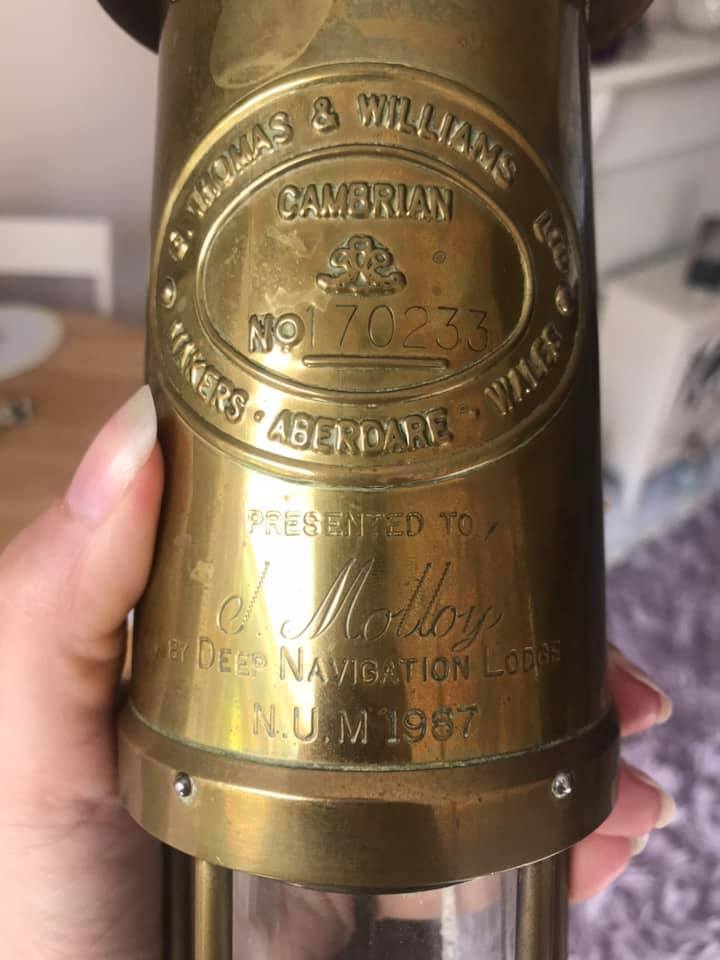 E. THOMAS & WILLIAMS LTD.
CAMBRIAN
No 170233
MAKERS · ABERDARE · WALES
PRESENTED TO
J. Molloy
BY DEEP NAVIGATION LODGE
N.U.M 1987